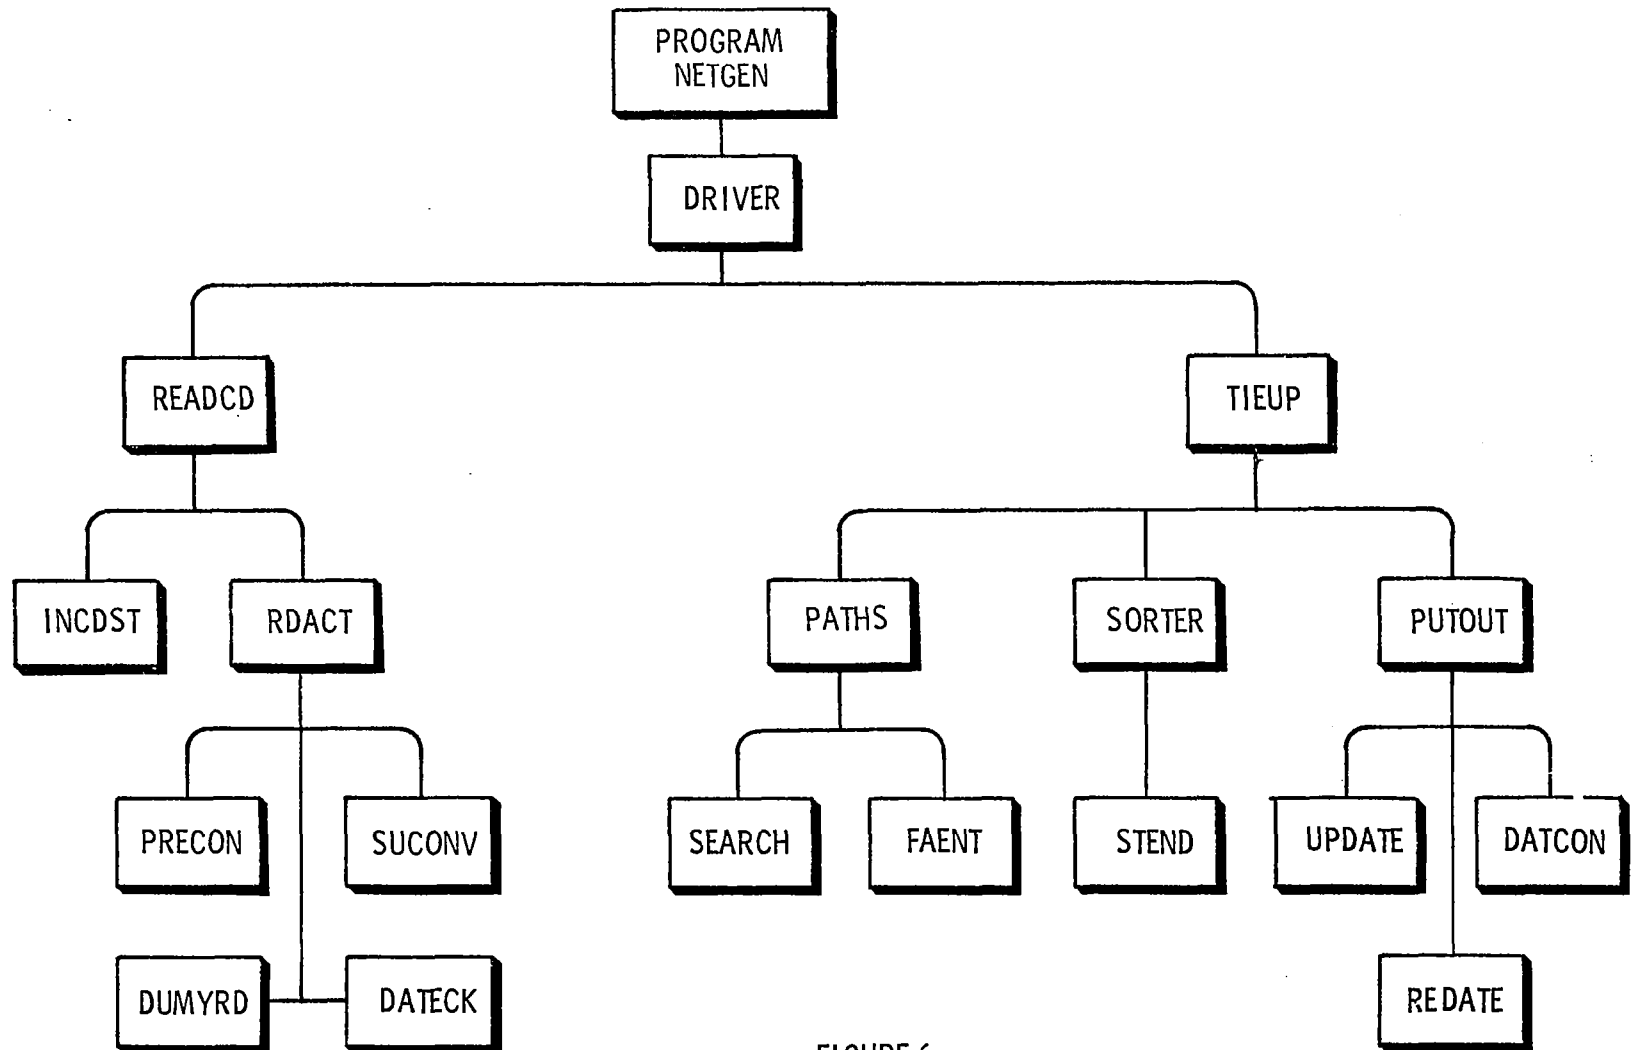 PROGRAM
NETGEN
DRIVER
READCD
TIEUP
INCDST
RDACT
PATHS
SORTER
PUTOUT
PRECON
SUCONV
SEARCH
FAENT
STEND
UPDATE
DATCON
DUMYRD
DATECK
REDATE